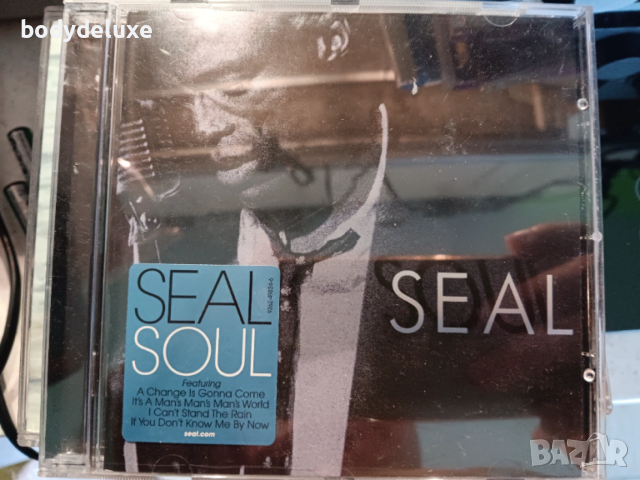 bodydeluxe
SEAL
SOUL
SEAL
SOUL
Featuring
A Change Is Gonna Come
It's A Man's Man's Man's World
I Can't Stand The Rain
If You Don't Know Me By Now
seal.com
BAZAR